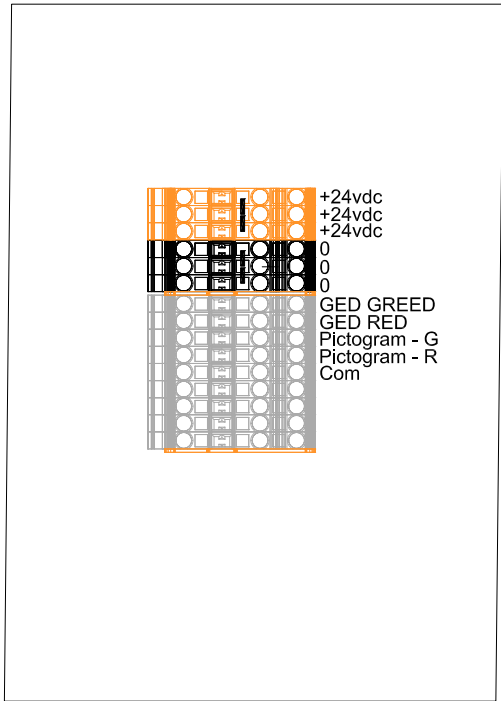 +24vdc
+24vdc
+24vdc
0
0
0
GED GREED
GED RED
Pictogram - G
Pictogram - R
Com